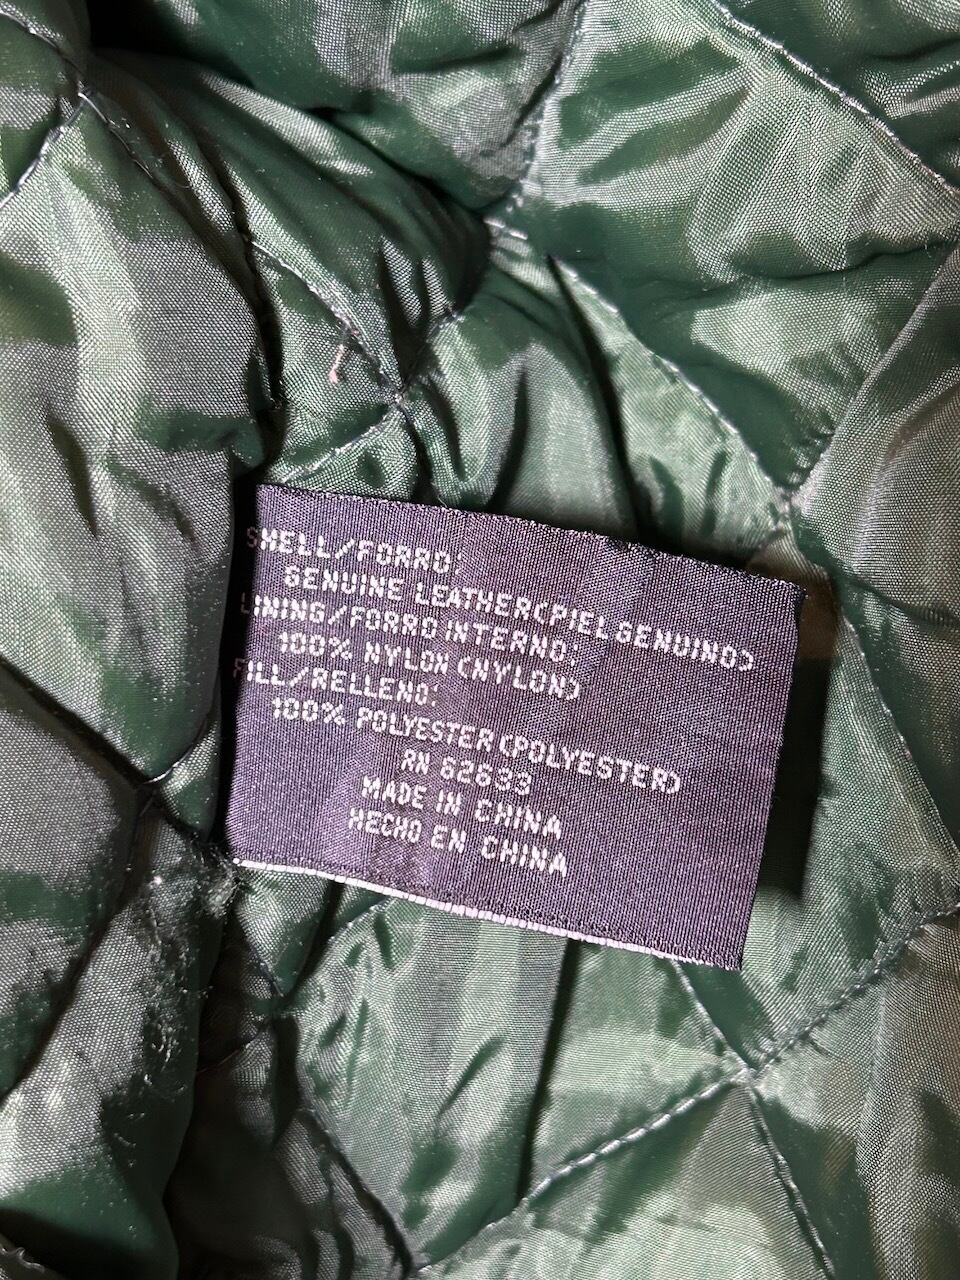 SHELL/FORRO:
GENUINE LEATHER(PIEL GENUINO)
LINING/FORRO INTERNO:
100% NYLON (NYLON)
FILL/RELLENO:
100% POLYESTER (POLYESTER)
RN 62633
MADE IN CHINA
HECHO EN CHINA